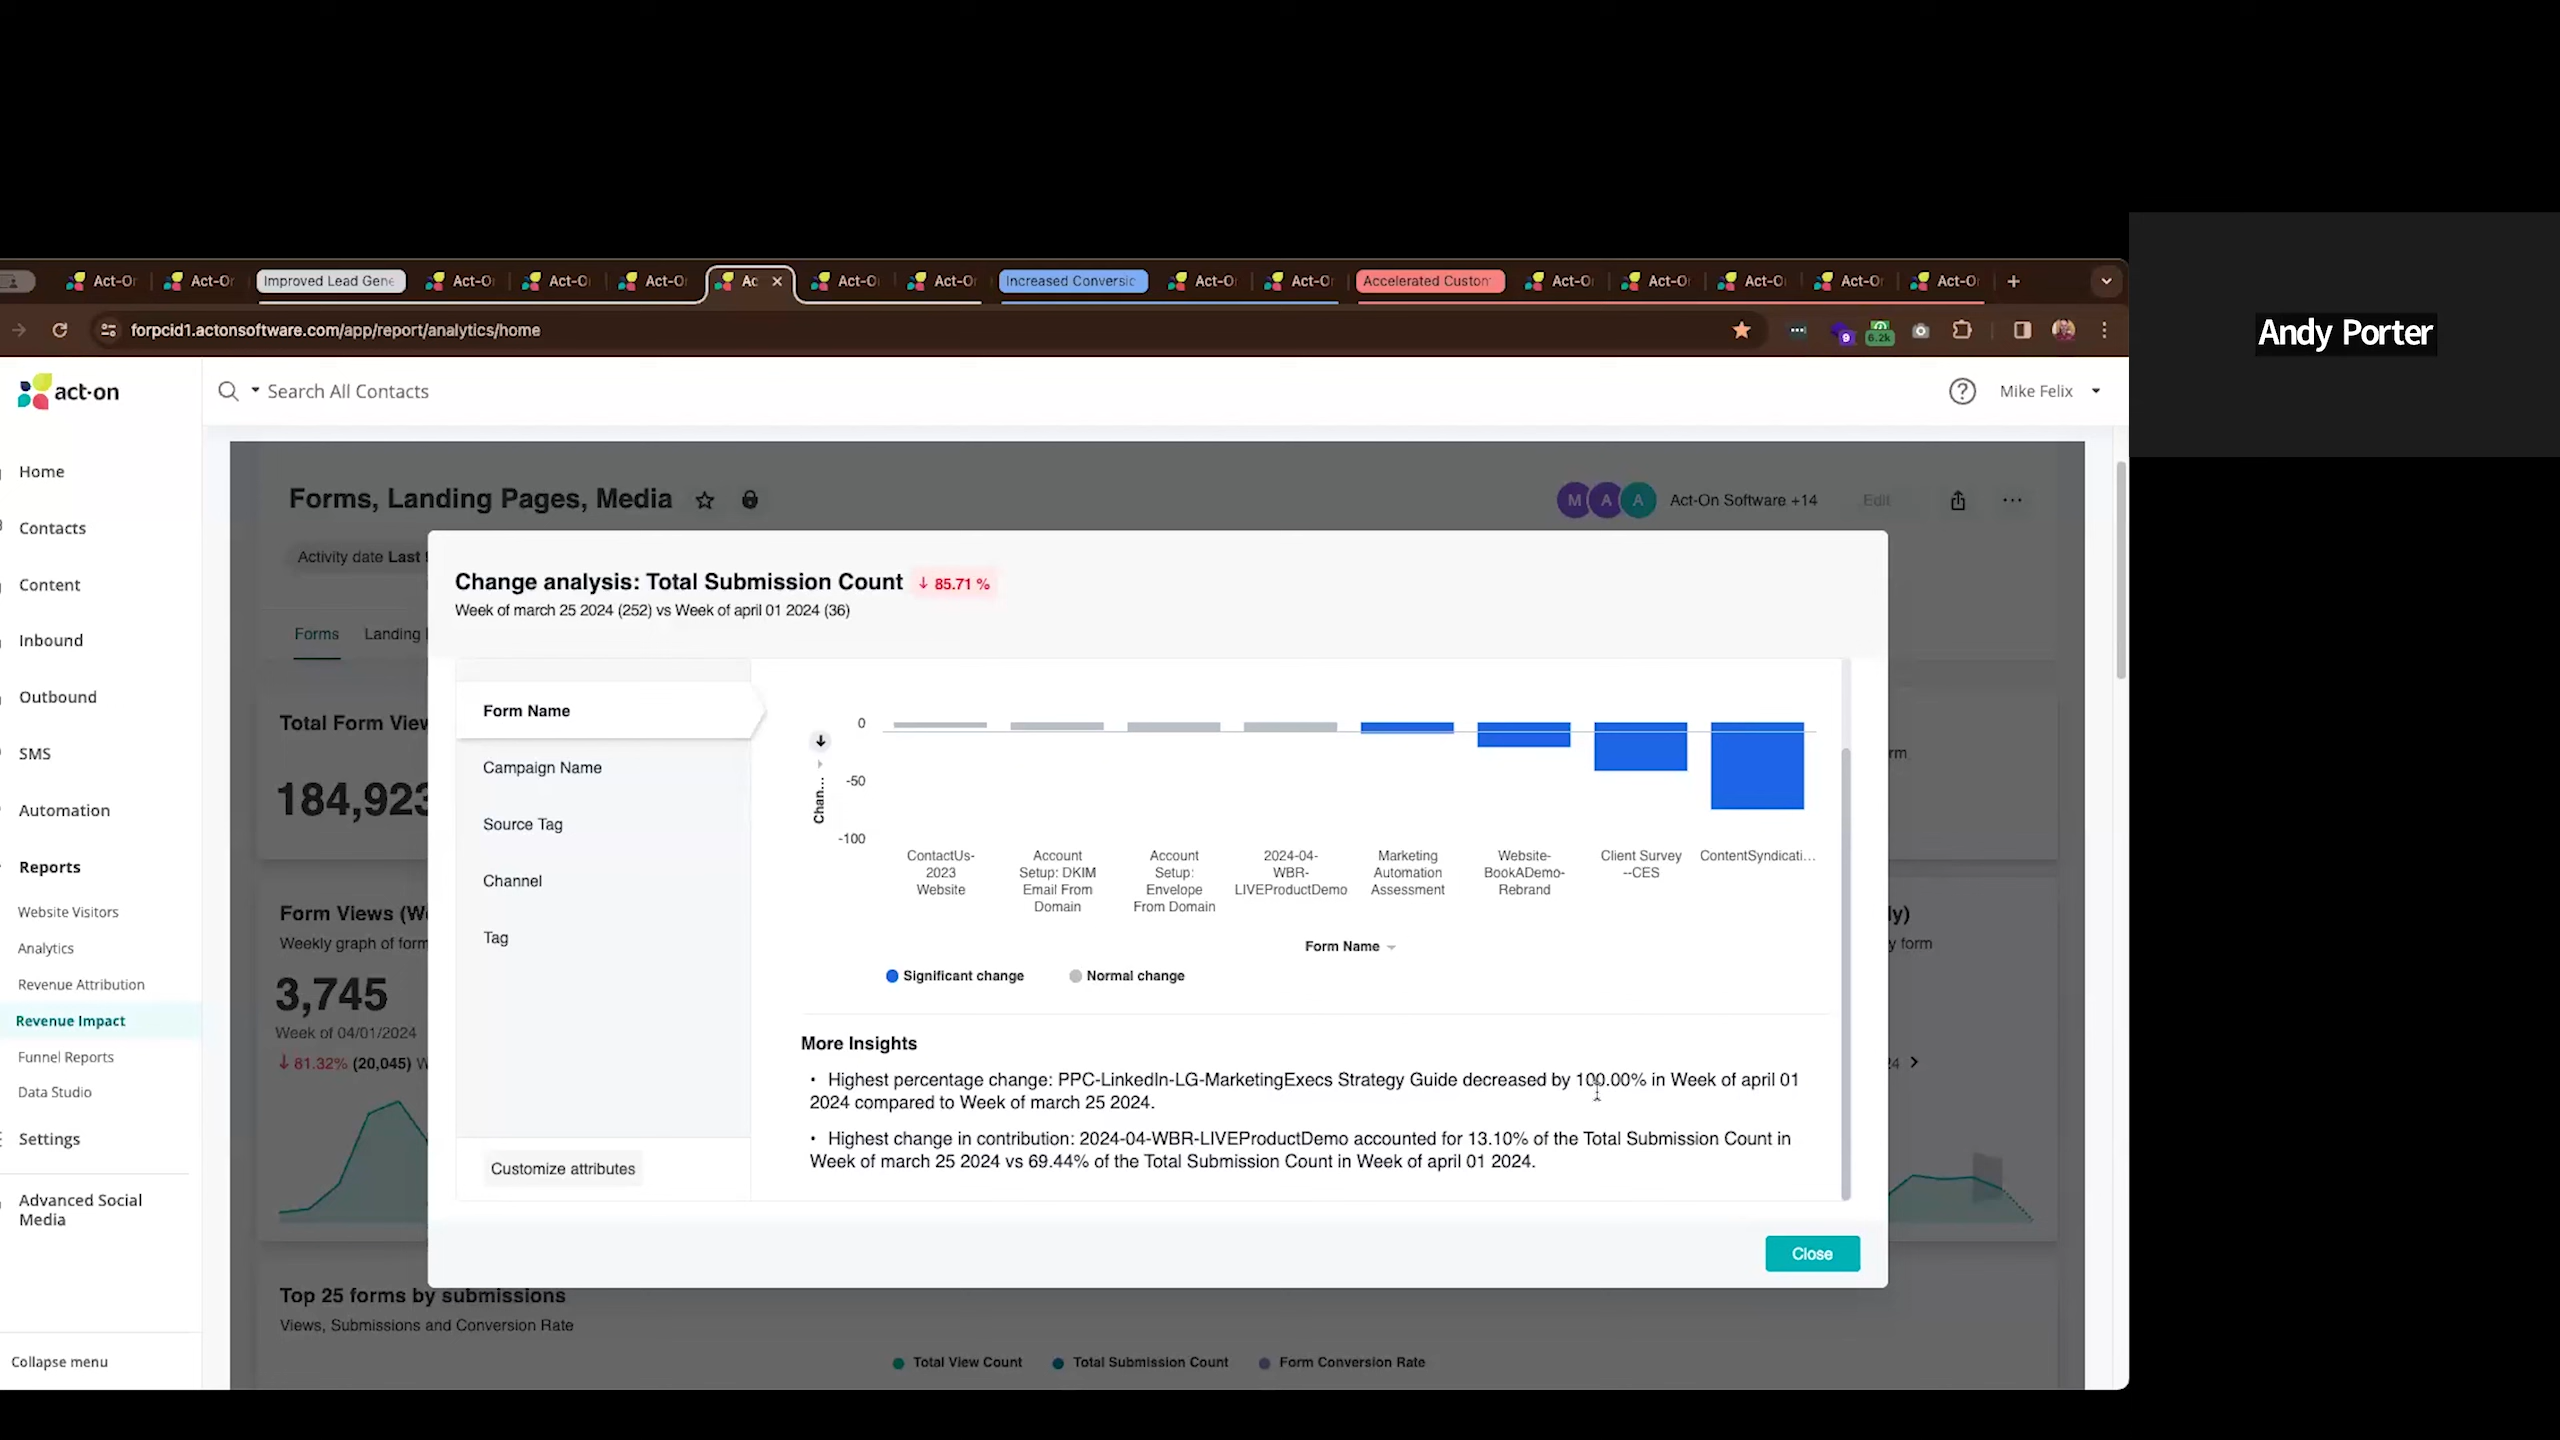 Act-Or
Act-Or
Improved Lead Gene
Act-O
Act-O
Act-O
Ac
Act-O
Act-O
Increased Conversio
Act-O
Act-O
Accelerated Custom
Act-O
Act-O
Act-O
Act-O
Act-O
forpcid1.actonsoftware.com/app/report/analytics/home
9
6.2k
Andy Porter
act-on
Search All Contacts
Mike Felix
Home
Contacts
Content
Inbound
Outbound
SMS
Automation
Reports
Website Visitors
Analytics
Revenue Attribution
Revenue Impact
Funnel Reports
Data Studio
Settings
Advanced Social
Media
Collapse menu
Forms, Landing Pages, Media
M A A Act-On Software +14
Edit
Activity date Last
Forms
Landing
Total Form View
184,923
Form Views (W
Weekly graph of form
3,745
Week of 04/01/2024
↓ 81.32% (20,045) W
Change analysis: Total Submission Count ↓ 85.71 %
Week of march 25 2024 (252) vs Week of april 01 2024 (36)
Form Name
Campaign Name
Source Tag
Channel
Tag
Customize attributes
Chan...
0
-50
-100
ContactUs-
2023
Website
Account
Setup: DKIM
Email From
Domain
Account
Setup:
Envelope
From Domain
2024-04-
WBR-
LIVEProductDemo
Marketing
Automation
Assessment
Website-
BookADemo-
Rebrand
Client Survey
--CES
ContentSyndicati...
Form Name
Significant change
Normal change
More Insights
• Highest percentage change: PPC-LinkedIn-LG-MarketingExecs Strategy Guide decreased by 100.00% in Week of april 01
2024 compared to Week of march 25 2024.
• Highest change in contribution: 2024-04-WBR-LIVEProductDemo accounted for 13.10% of the Total Submission Count in
Week of march 25 2024 vs 69.44% of the Total Submission Count in Week of april 01 2024.
Close
rm
ly)
y form
24
Top 25 forms by submissions
Views, Submissions and Conversion Rate
Total View Count
Total Submission Count
Form Conversion Rate